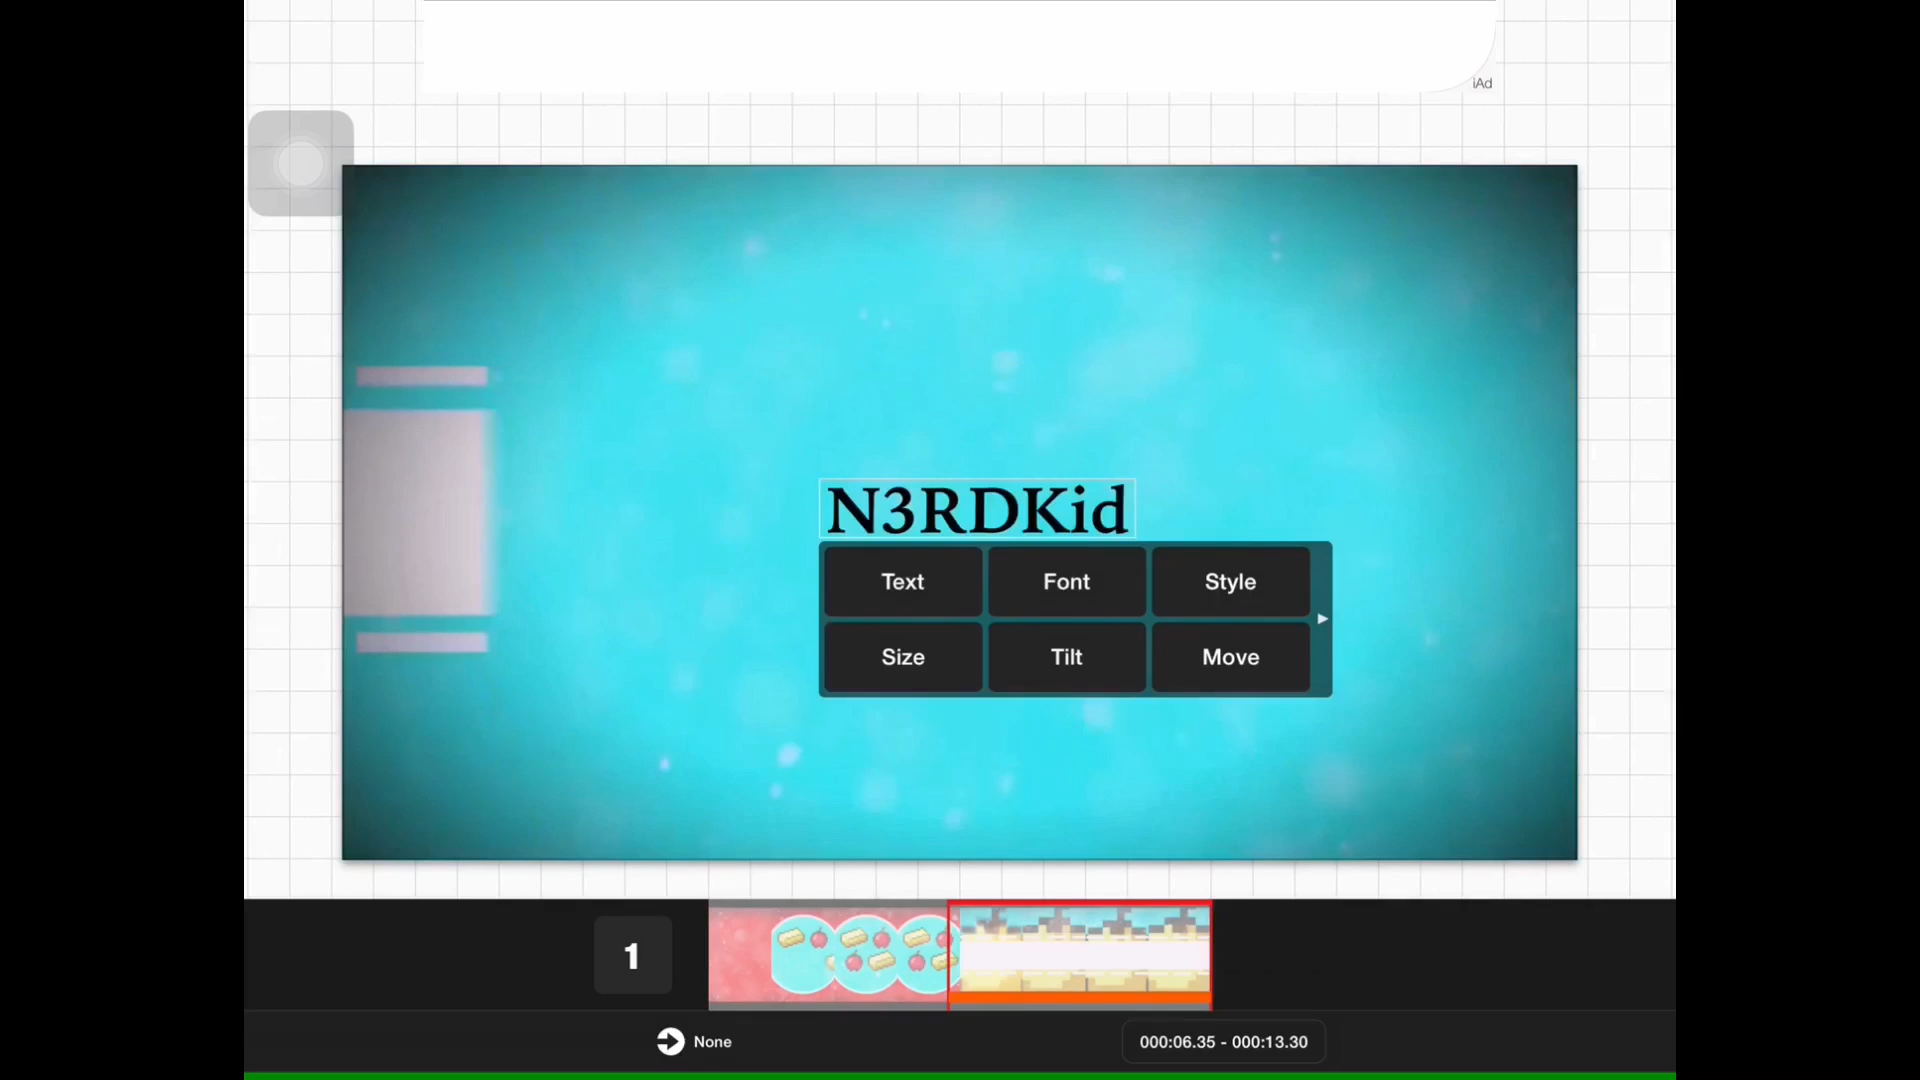 iAd
N3RDKid
Text Font Style
Size Tilt Move
1
None 000:06.35 - 000:13.30